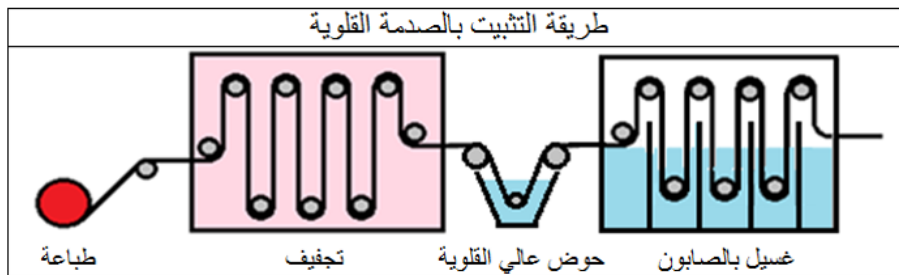 طريقة التثبيت بالصدمة القلوية
طباعة
تجفيف
حوض عالي القلوية
غسيل بالصابون